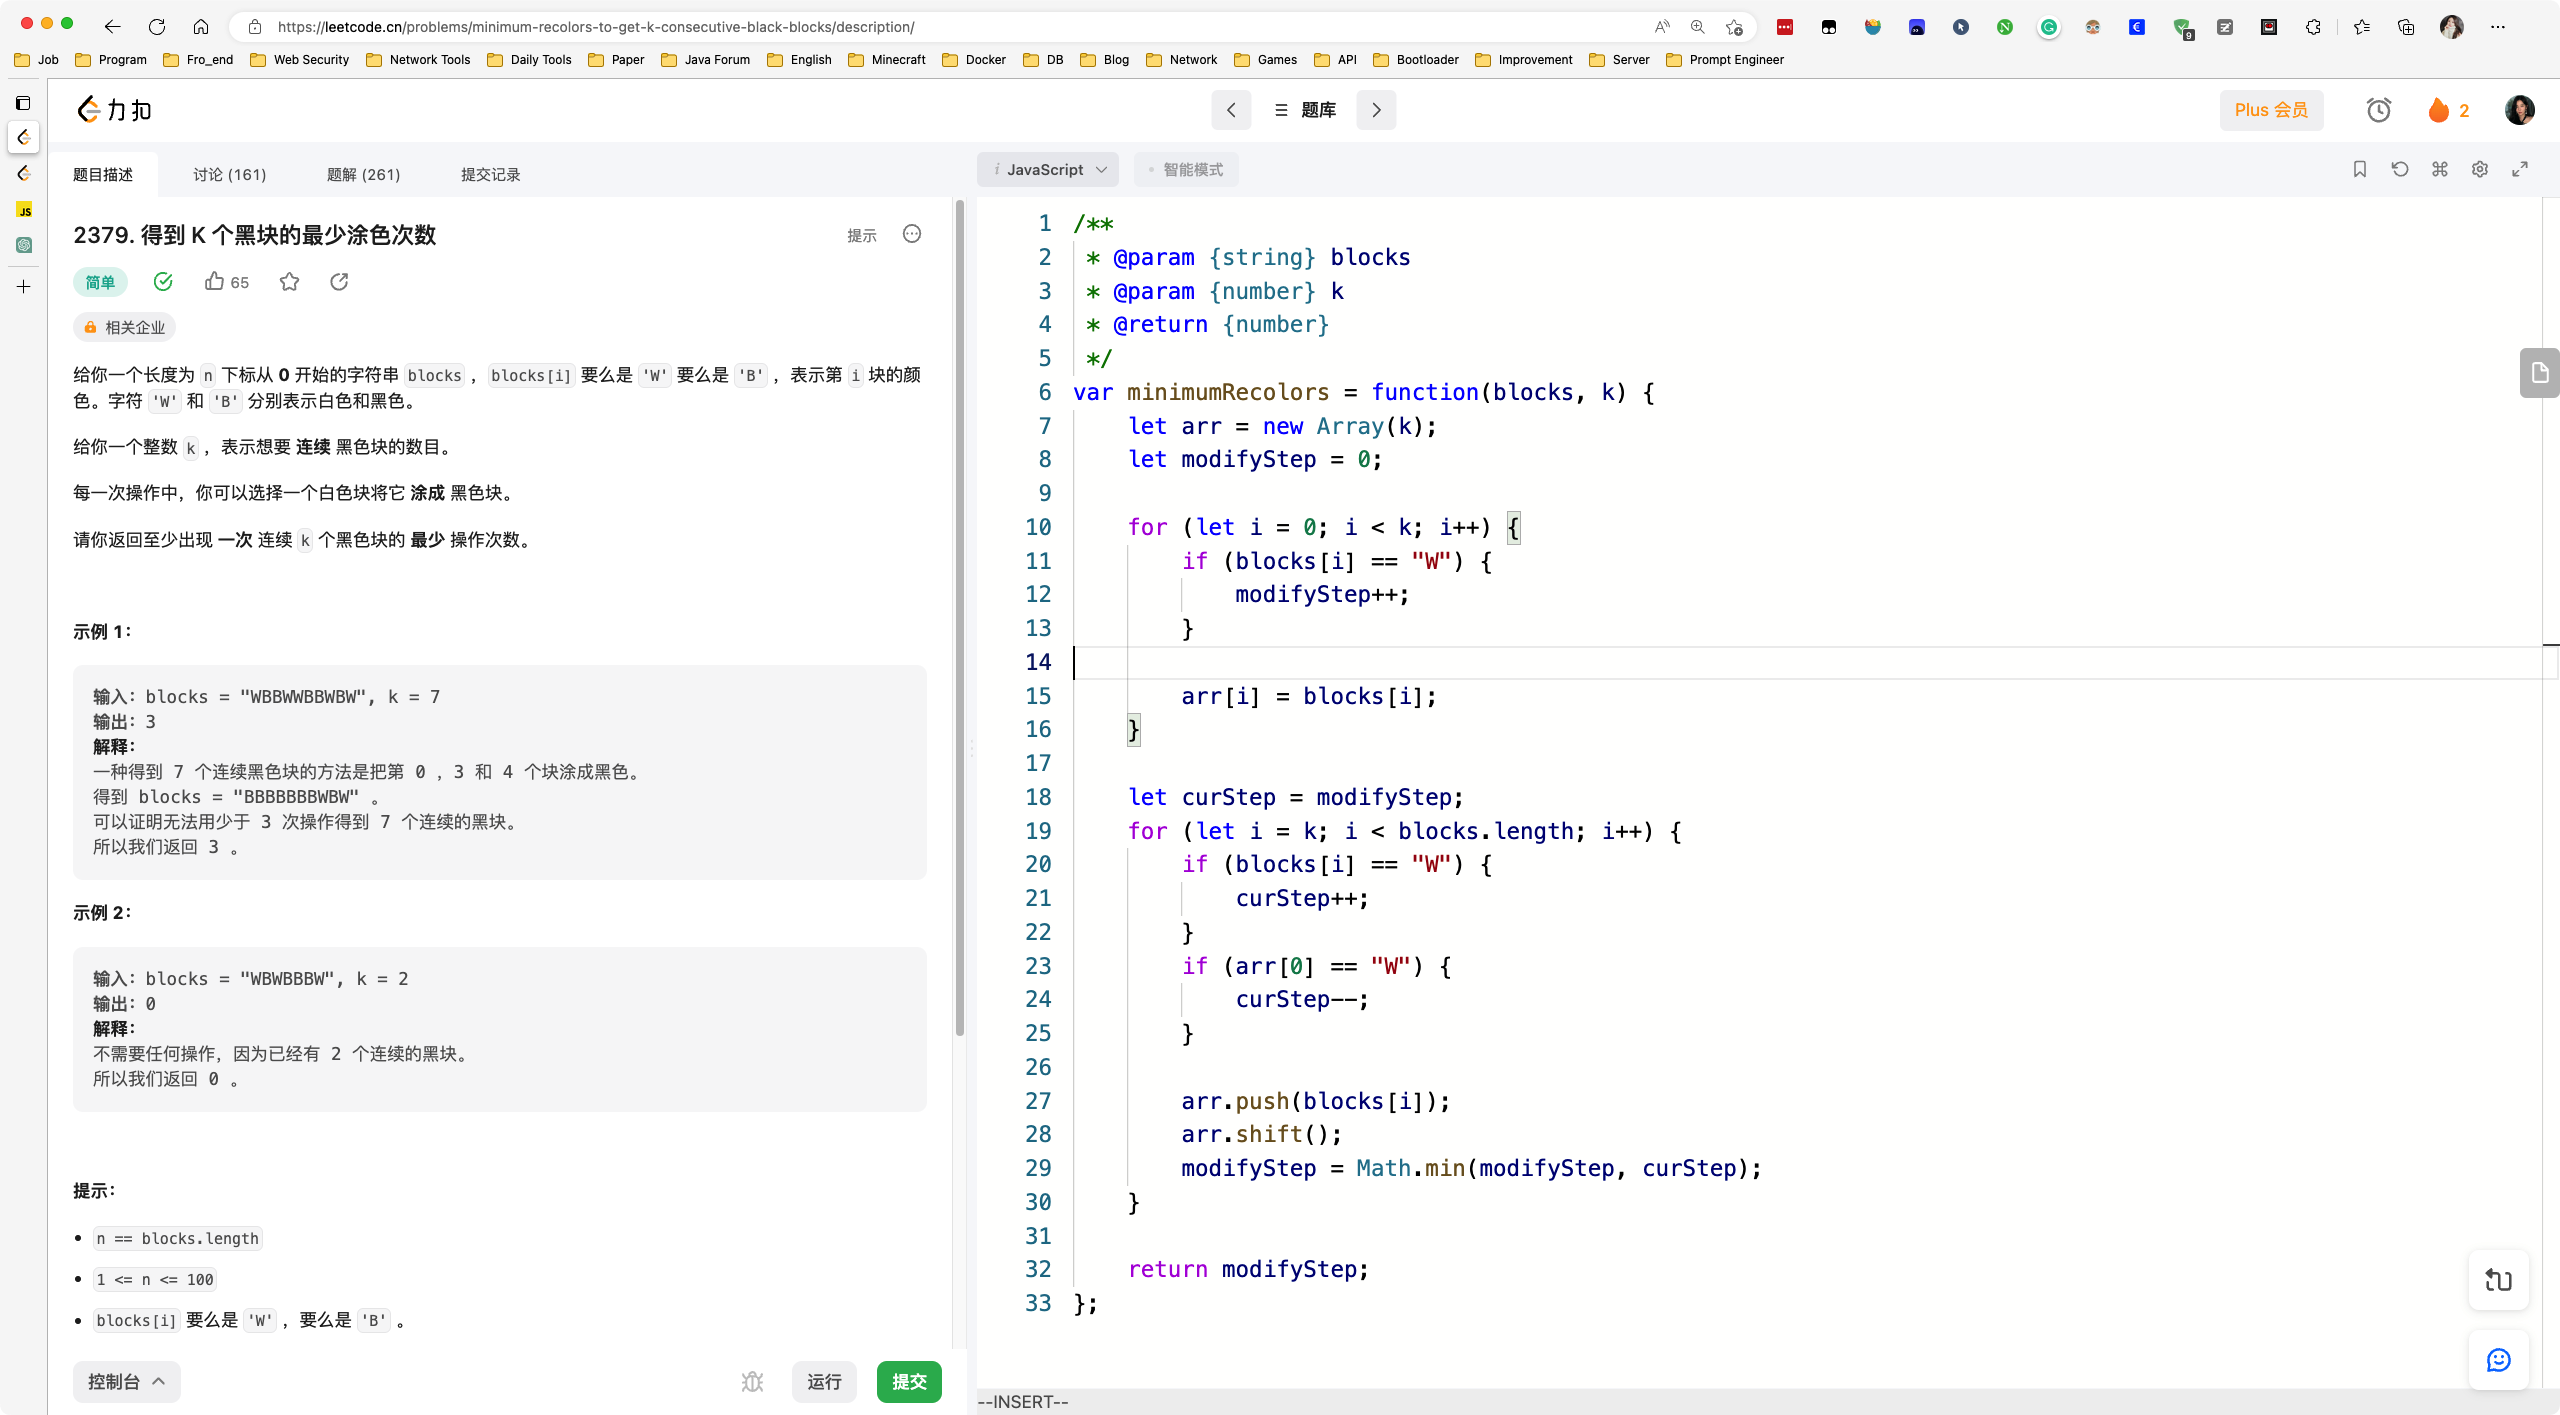 https://leetcode.cn/problems/minimum-recolors-to-get-k-consecutive-black-blocks/description/
Job Program Fro_end Web Security Network Tools Daily Tools Paper Java Forum English Minecraft Docker DB Blog Network Games API Bootloader Improvement Server Prompt Engineer
力扣
题库
Plus 会员
2
题目描述 讨论 (161) 题解 (261) 提交记录
2379. 得到 K 个黑块的最少涂色次数
提示
简单 65
相关企业
给你一个长度为 n 下标从 0 开始的字符串 blocks ，blocks[i] 要么是 'W' 要么是 'B' ，表示第 i 块的颜
色。字符 'W' 和 'B' 分别表示白色和黑色。
给你一个整数 k ，表示想要 连续 黑色块的数目。
每一次操作中，你可以选择一个白色块将它 涂成 黑色块。
请你返回至少出现 一次 连续 k 个黑色块的 最少 操作次数。
示例 1：
输入：blocks = "WBBWWBBWBW", k = 7
输出：3
解释：
一种得到 7 个连续黑色块的方法是把第 0 ，3 和 4 个块涂成黑色。
得到 blocks = "BBBBBBBWBW" 。
可以证明无法用少于 3 次操作得到 7 个连续的黑块。
所以我们返回 3 。
示例 2：
输入：blocks = "WBWBBBW", k = 2
输出：0
解释：
不需要任何操作，因为已经有 2 个连续的黑块。
所以我们返回 0 。
提示：
• n == blocks.length
• 1 <= n <= 100
• blocks[i] 要么是 'W' ，要么是 'B' 。
控制台 运行 提交
i JavaScript 智能模式
1 /**
2 * @param {string} blocks
3 * @param {number} k
4 * @return {number}
5 */
6 var minimumRecolors = function(blocks, k) {
7 let arr = new Array(k);
8 let modifyStep = 0;
9
10 for (let i = 0; i < k; i++) {
11 if (blocks[i] == "W") {
12 modifyStep++;
13 }
14
15 arr[i] = blocks[i];
16 }
17
18 let curStep = modifyStep;
19 for (let i = k; i < blocks.length; i++) {
20 if (blocks[i] == "W") {
21 curStep++;
22 }
23 if (arr[0] == "W") {
24 curStep--;
25 }
26
27 arr.push(blocks[i]);
28 arr.shift();
29 modifyStep = Math.min(modifyStep, curStep);
30 }
31
32 return modifyStep;
33 };
--INSERT--